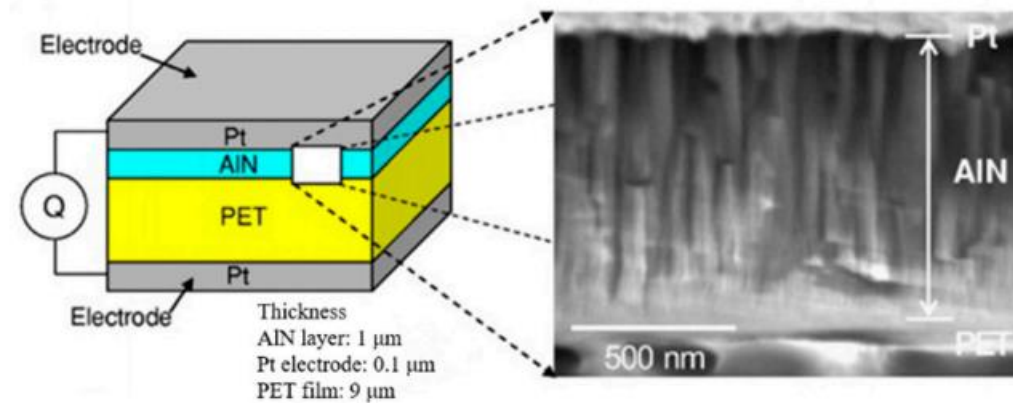 Electrode
Pt
AlN
PET
Pt
Q
Electrode
Thickness
AlN layer: 1 μm
Pt electrode: 0.1 μm
PET film: 9 μm
Pt
AlN
500 nm
PET